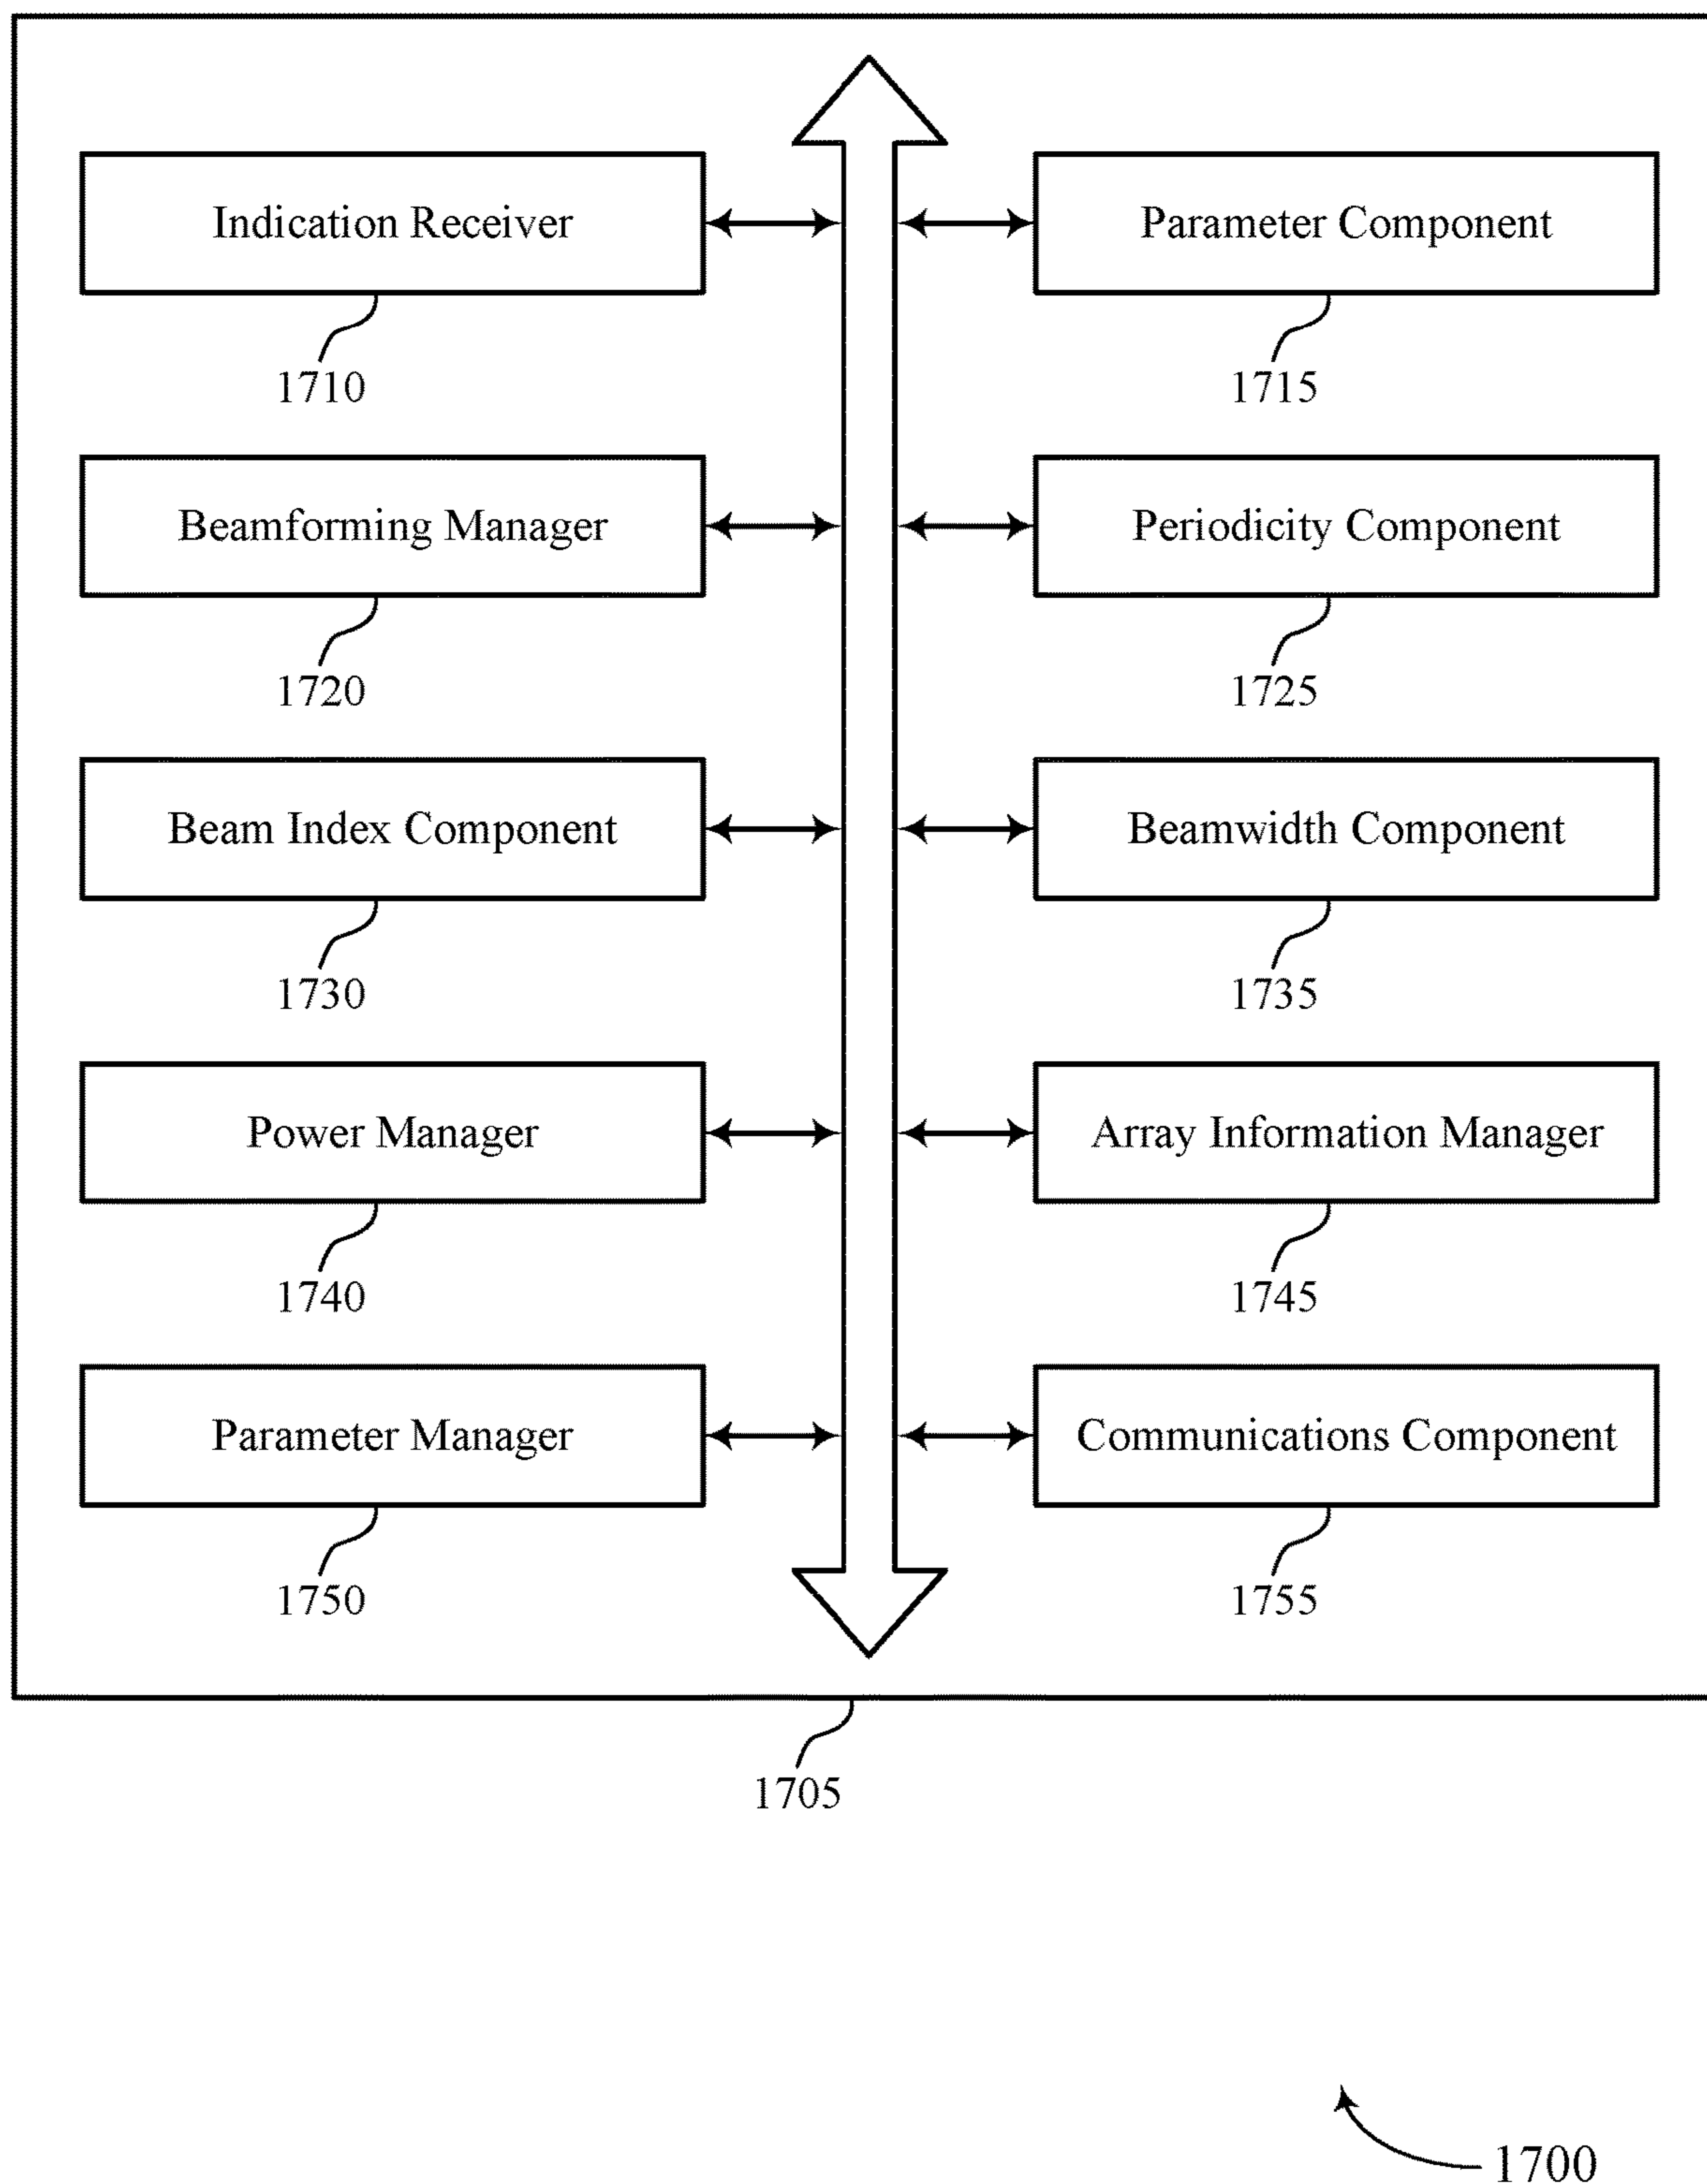 Indication Receiver
Parameter Component
1710
1715
Beamforming Manager
Periodicity Component
1720
1725
Beam Index Component
Beamwidth Component
1730
1735
Power Manager
Array Information Manager
1740
1745
Parameter Manager
Communications Component
1750
1755
1705
1700